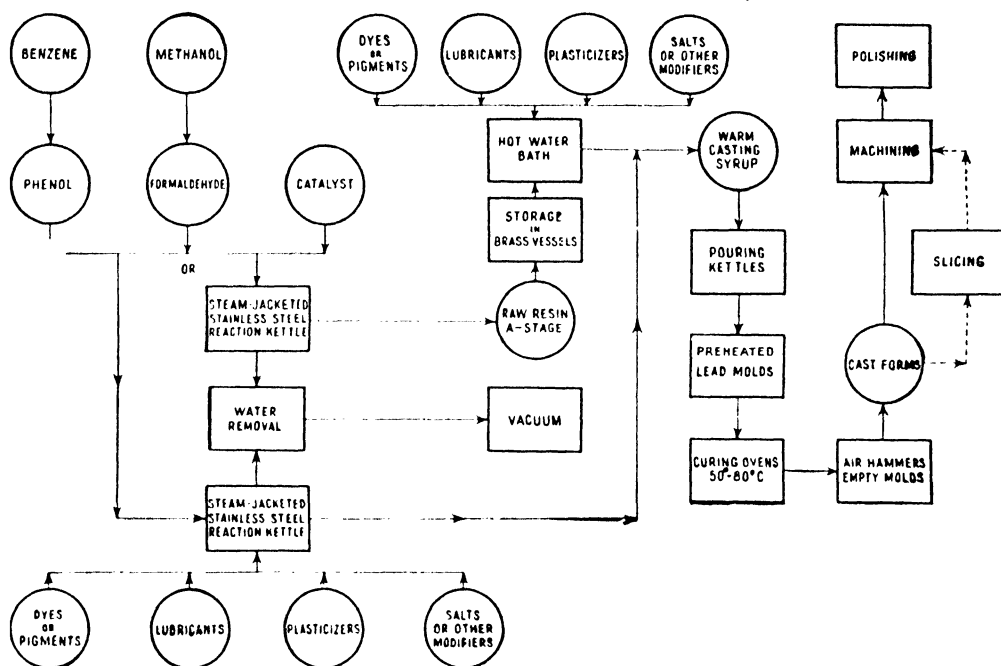 BENZENE
METHANOL
DYES
OR
PIGMENTS
LUBRICANTS
PLASTICIZERS
SALTS
OR OTHER
MODIFIERS
POLISHING
HOT WATER
BATH
WARM
CASTING
SYRUP
MACHINING
PHENOL
FORMALDEHYDE
CATALYST
STORAGE
IN
BRASS VESSELS
POURING
KETTLES
SLICING
OR
STEAM-JACKETED
STAINLESS STEEL
REACTION KETTLE
RAW RESIN
A-STAGE
PREHEATED
LEAD MOLDS
CAST FORMS
WATER
REMOVAL
VACUUM
CURING OVENS
50°-80°C
AIR HAMMERS
EMPTY MOLDS
STEAM-JACKETED
STAINLESS STEEL
REACTION KETTLE
DYES
OR
PIGMENTS
LUBRICANTS
PLASTICIZERS
SALTS
OR OTHER
MODIFIERS